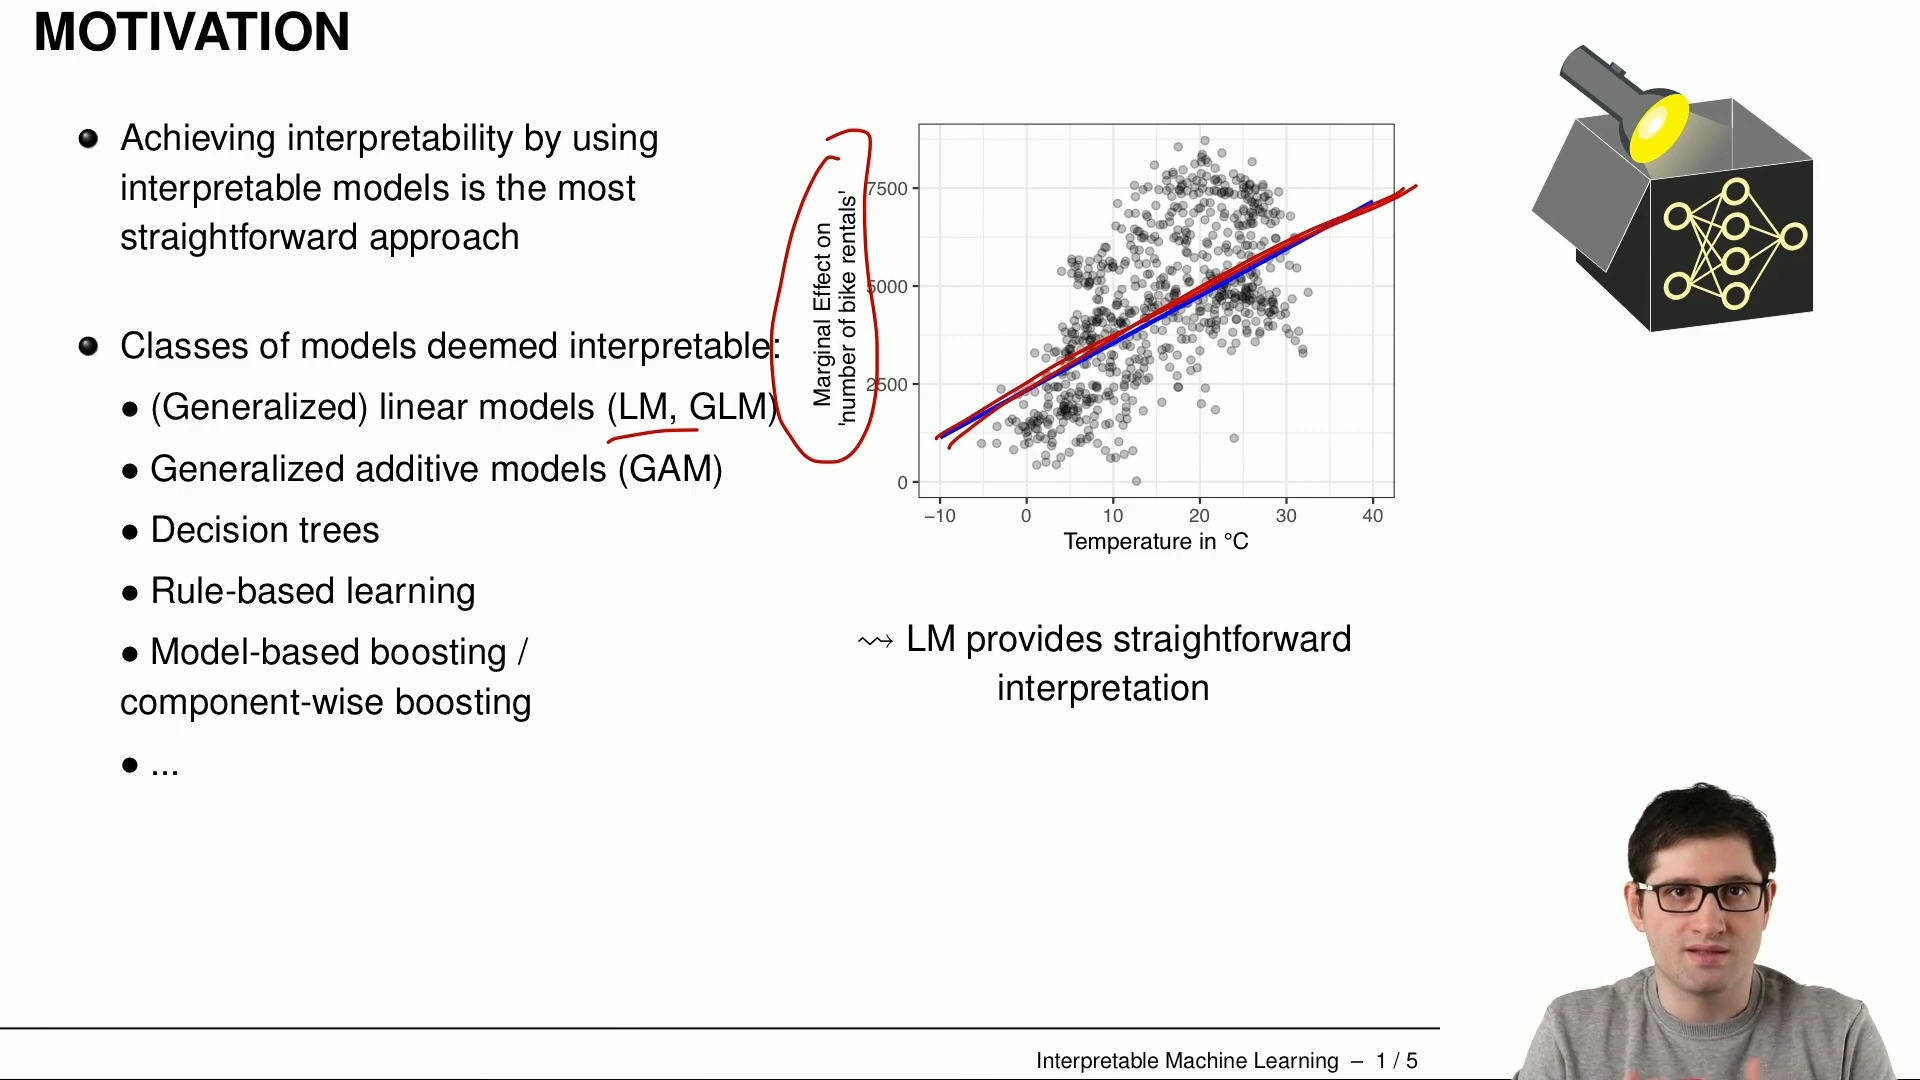 MOTIVATION
● Achieving interpretability by using
interpretable models is the most
straightforward approach
● Classes of models deemed interpretable:
● (Generalized) linear models (LM, GLM)
● Generalized additive models (GAM)
● Decision trees
● Rule-based learning
● Model-based boosting /
component-wise boosting
● ...
Marginal Effect on
'number of bike rentals'
7500
5000
2500
0
−10 0 10 20 30 40
Temperature in °C
⇝ LM provides straightforward
interpretation
Interpretable Machine Learning – 1 / 5